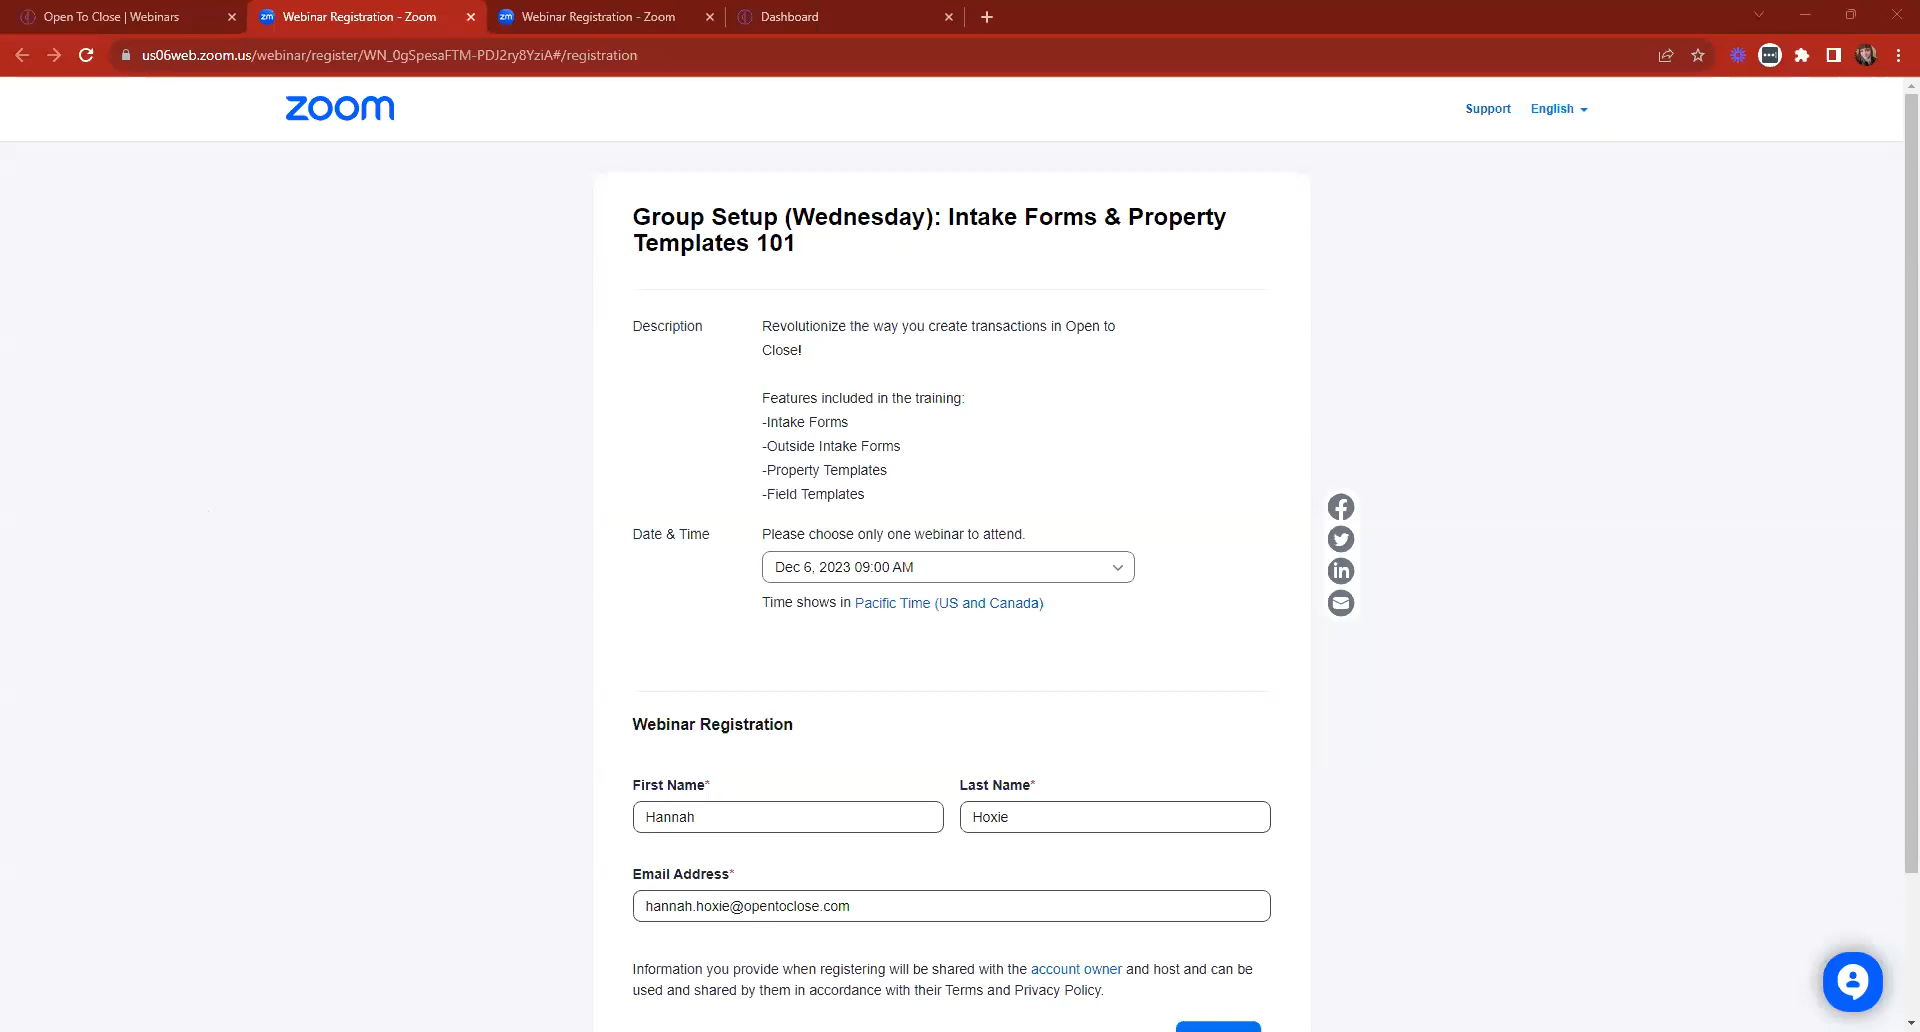 Open To Close | Webinars
Webinar Registration - Zoom
Webinar Registration - Zoom
Dashboard
us06web.zoom.us/webinar/register/WN_0gSpesaFTM-PDJ2ry8YziA#/registration
zoom
Support
English
Group Setup (Wednesday): Intake Forms & Property
Templates 101
Description
Revolutionize the way you create transactions in Open to
Close!
Features included in the training:
-Intake Forms
-Outside Intake Forms
-Property Templates
-Field Templates
Date & Time
Please choose only one webinar to attend.
Dec 6, 2023 09:00 AM
Time shows in Pacific Time (US and Canada)
Webinar Registration
First Name*
Last Name*
Hannah
Hoxie
Email Address*
hannah.hoxie@opentoclose.com
Information you provide when registering will be shared with the account owner and host and can be
used and shared by them in accordance with their Terms and Privacy Policy.